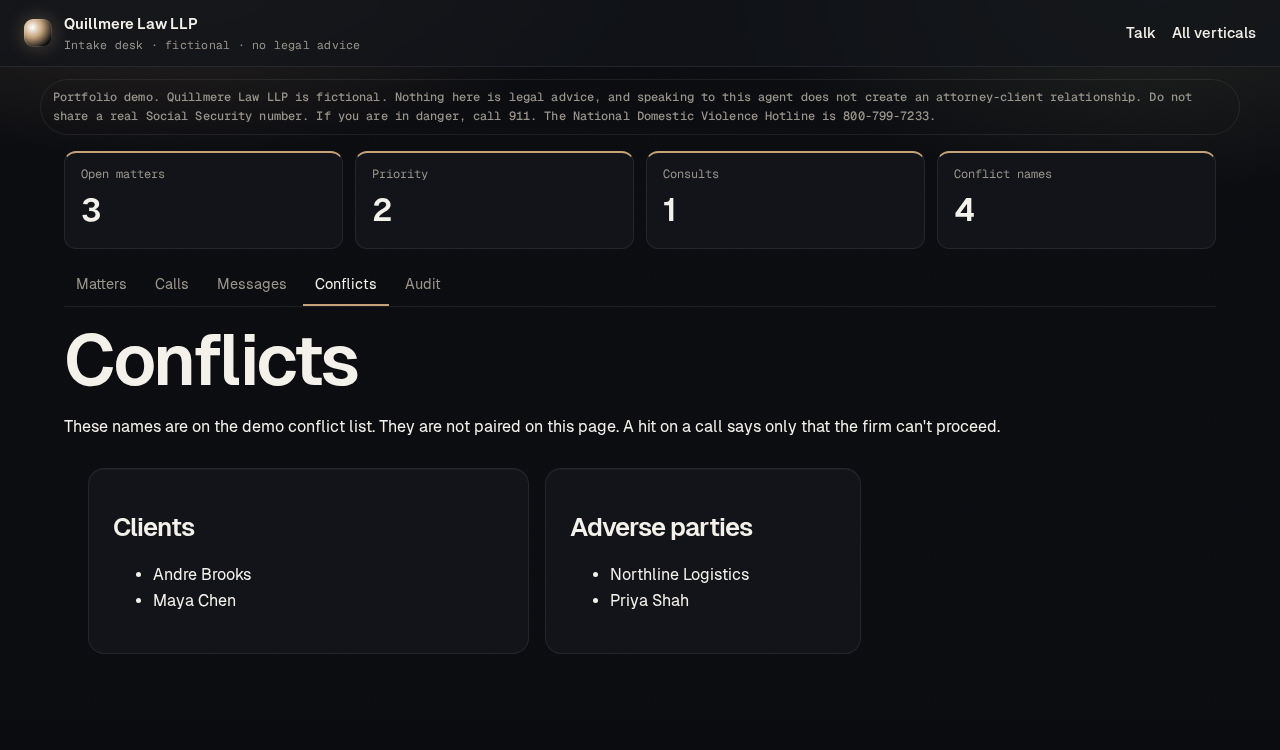 Quillmere Law LLP
Intake desk · fictional · no legal advice
Talk
All verticals
Portfolio demo. Quillmere Law LLP is fictional. Nothing here is legal advice, and speaking to this agent does not create an attorney-client relationship. Do not
share a real Social Security number. If you are in danger, call 911. The National Domestic Violence Hotline is 800-799-7233.
Open matters
3
Priority
2
Consults
1
Conflict names
4
Matters
Calls
Messages
Conflicts
Audit
Conflicts
These names are on the demo conflict list. They are not paired on this page. A hit on a call says only that the firm can't proceed.
Clients
• Andre Brooks
• Maya Chen
Adverse parties
• Northline Logistics
• Priya Shah